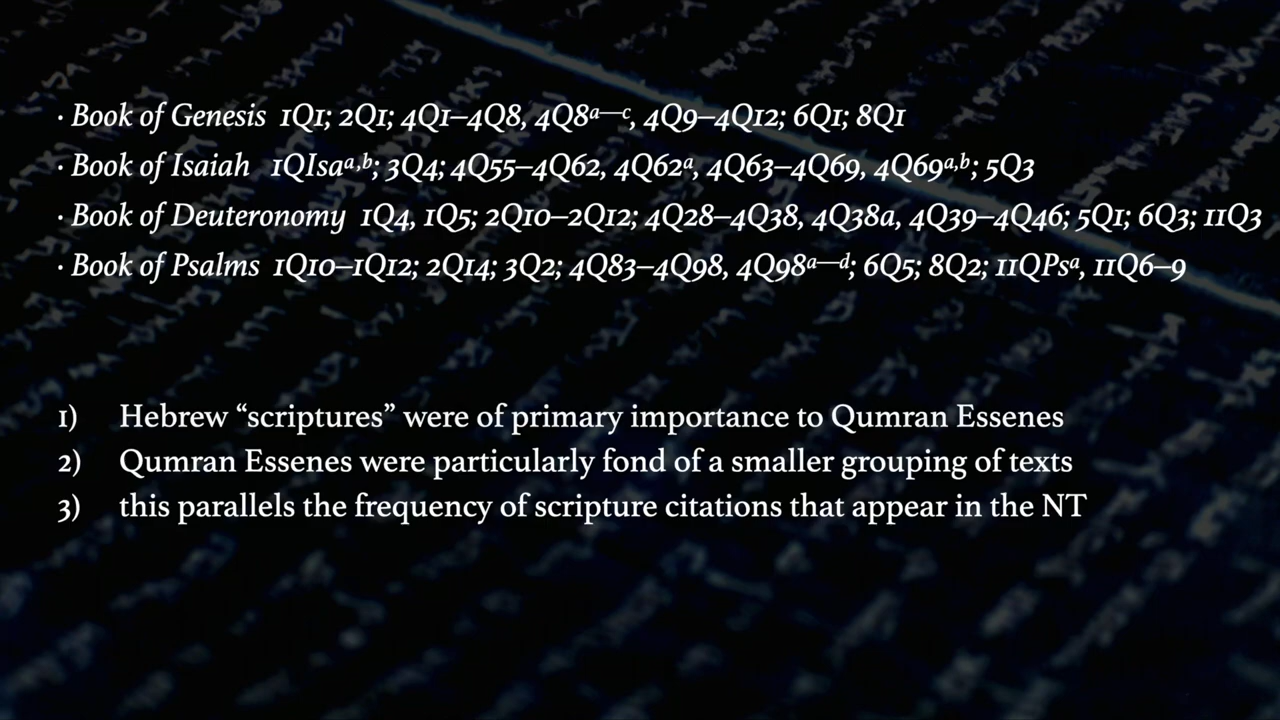 · Book of Genesis 1Q1; 2Q1; 4Q1–4Q8, 4Q8ᵃ—ᶜ, 4Q9–4Q12; 6Q1; 8Q1
· Book of Isaiah 1QIsaᵃ,ᵇ; 3Q4; 4Q55–4Q62, 4Q62ᵃ, 4Q63–4Q69, 4Q69ᵃ,ᵇ; 5Q3
· Book of Deuteronomy 1Q4, 1Q5; 2Q10–2Q12; 4Q28–4Q38, 4Q38a, 4Q39–4Q46; 5Q1; 6Q3; 11Q3
· Book of Psalms 1Q10–1Q12; 2Q14; 3Q2; 4Q83–4Q98, 4Q98ᵃ—ᵈ; 6Q5; 8Q2; 11QPsᵃ, 11Q6–9
1) Hebrew “scriptures” were of primary importance to Qumran Essenes
2) Qumran Essenes were particularly fond of a smaller grouping of texts
3) this parallels the frequency of scripture citations that appear in the NT